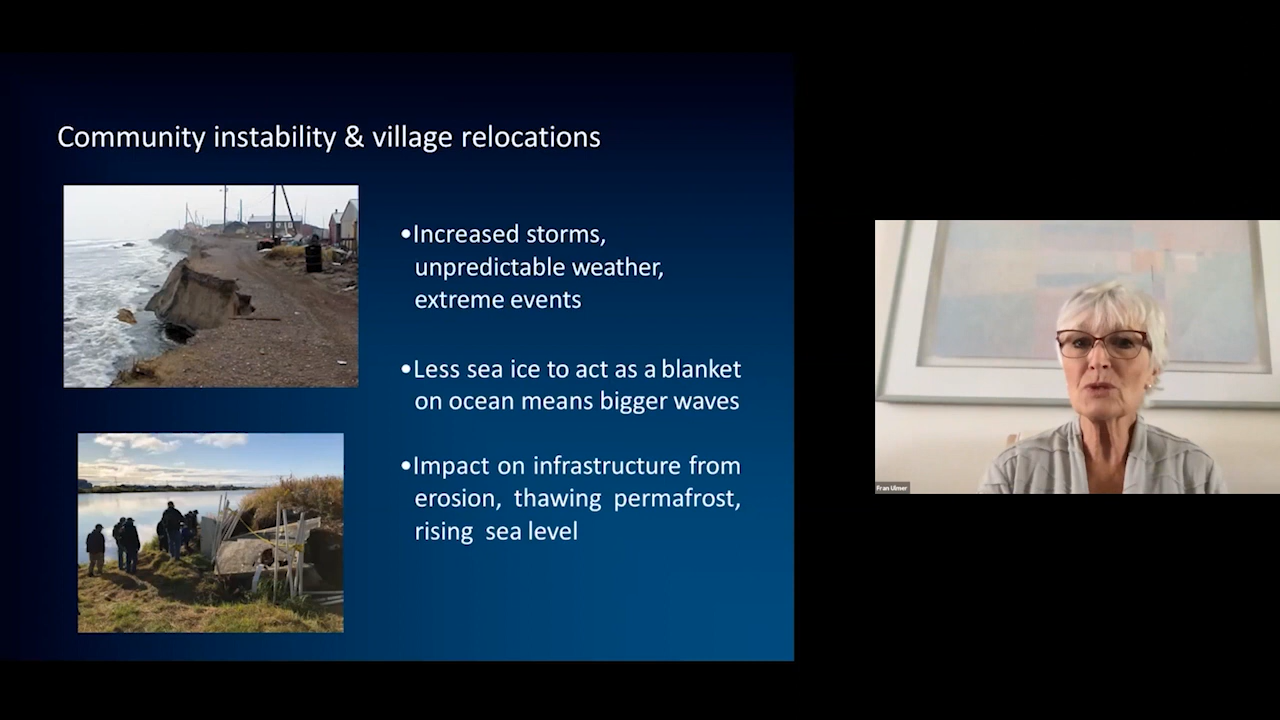 Community instability & village relocations
•Increased storms,
unpredictable weather,
extreme events
•Less sea ice to act as a blanket
on ocean means bigger waves
•Impact on infrastructure from
erosion, thawing permafrost,
rising sea level
Fran Ulmer